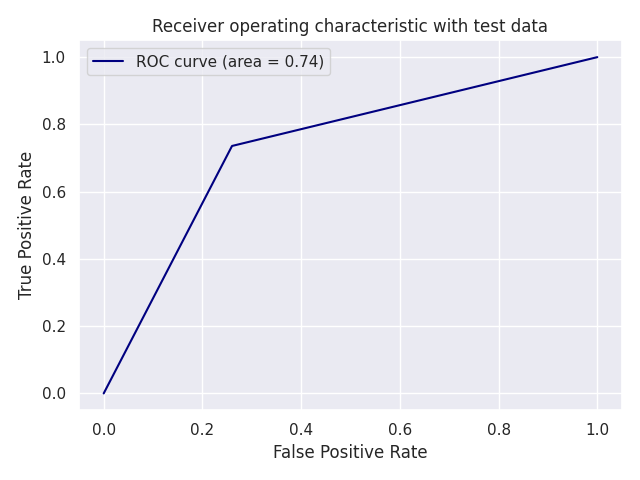 Receiver operating characteristic with test data
ROC curve (area = 0.74)
True Positive Rate
1.0
0.8
0.6
0.4
0.2
0.0
0.0 0.2 0.4 0.6 0.8 1.0
False Positive Rate